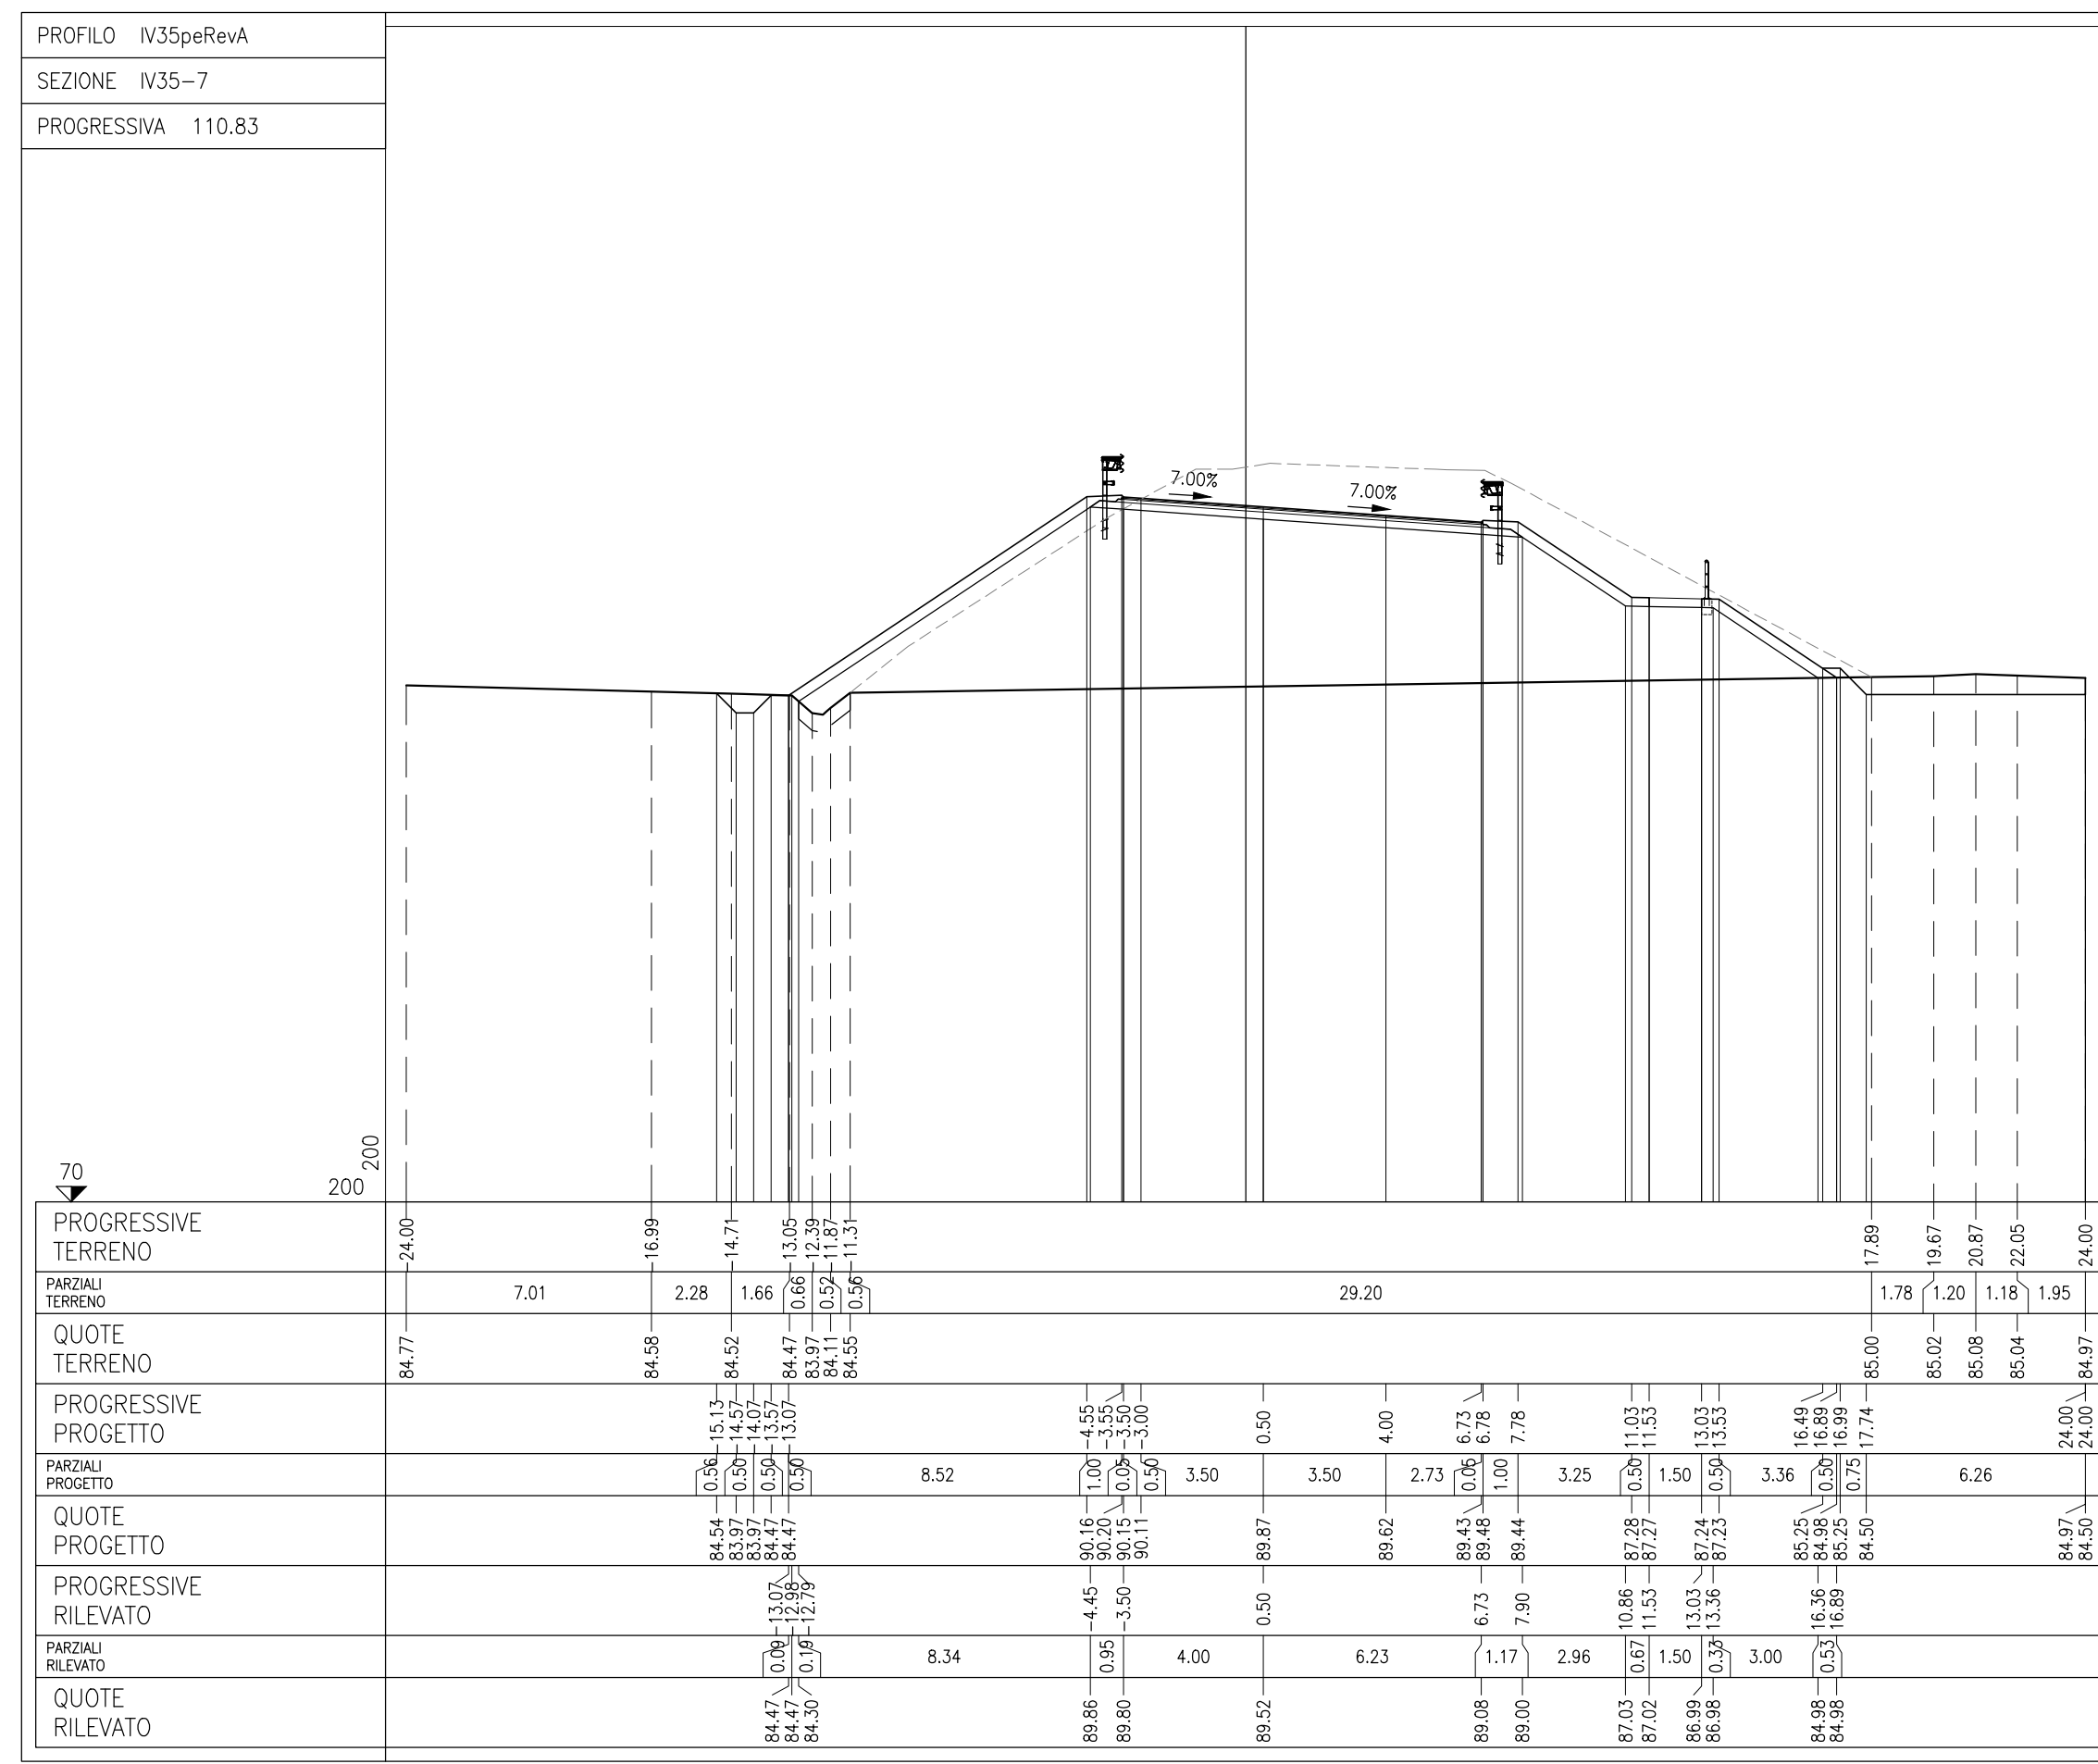 PROFILO IV35peRevA
SEZIONE IV35-7
PROGRESSIVA 110.83
7.00%
7.00%
70
200
200
PROGRESSIVE
TERRENO
-24.00 -16.99 -14.71 -13.05 -12.39 -11.87 -11.31 17.89 19.67 20.87 22.05 24.00
PARZIALI
TERRENO
7.01 2.28 1.66 0.66 0.52 0.56 29.20 1.78 1.20 1.18 1.95
QUOTE
TERRENO
84.77 84.58 84.52 84.47 83.97 84.11 84.55 85.00 85.02 85.08 85.04 84.97
PROGRESSIVE
PROGETTO
-15.13 -14.57 -14.07 -13.57 -13.07 -4.55 -3.55 -3.50 -3.00 0.50 4.00 6.73 6.78 7.78 11.03 11.53 13.03 13.53 16.49 16.89 16.99 17.74 24.00 24.00
PARZIALI
PROGETTO
0.56 0.50 0.50 0.50 8.52 1.00 0.05 0.50 3.50 3.50 2.73 0.05 1.00 3.25 0.50 1.50 0.50 3.36 0.50 0.75 6.26
QUOTE
PROGETTO
84.54 83.97 83.97 84.47 84.47 90.16 90.20 90.15 90.11 89.87 89.62 89.43 89.48 89.44 87.28 87.27 87.24 87.23 85.25 84.98 85.25 84.50 84.97 84.50
PROGRESSIVE
RILEVATO
-13.07 -12.98 -12.79 -4.45 -3.50 0.50 6.73 7.90 10.86 11.53 13.03 13.36 16.36 16.89
PARZIALI
RILEVATO
0.09 0.19 8.34 0.95 4.00 6.23 1.17 2.96 0.67 1.50 0.33 3.00 0.53
QUOTE
RILEVATO
84.47 84.47 84.30 89.86 89.80 89.52 89.08 89.00 87.03 87.02 86.99 86.98 84.98 84.98